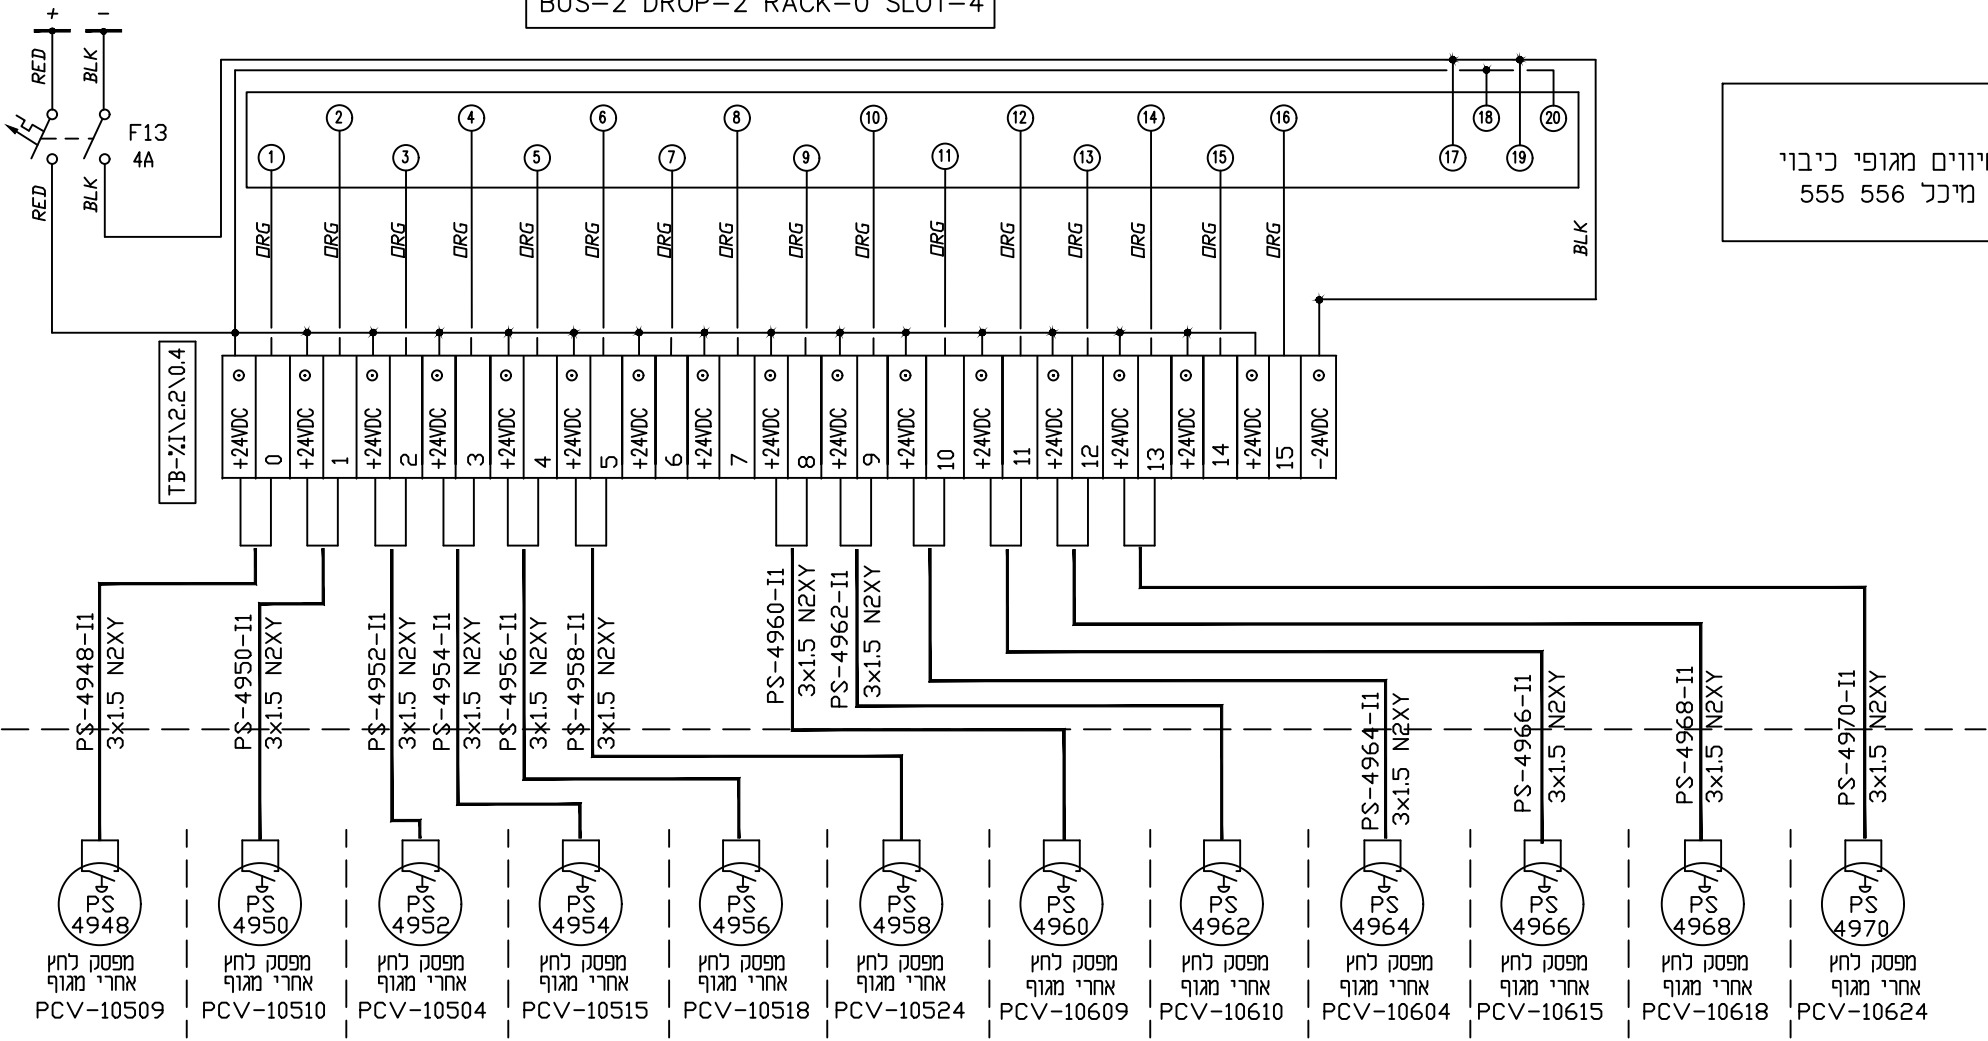 BUS-2 DROP-2 RACK-0 SLOT-4
+ -
RED BLK
F13
4A
RED BLK
2 4 6 8 10 12 14 16 18 20
1 3 5 7 9 11 13 15 17 19
ORG ORG ORG ORG ORG ORG ORG ORG ORG ORG ORG ORG ORG ORG ORG ORG BLK
מגופי כיבוי
מיכל 556 555
TB-%I\2.2\0.4
+24VDC 0 +24VDC 1 +24VDC 2 +24VDC 3 +24VDC 4 +24VDC 5 +24VDC 6 +24VDC 7 +24VDC 8 +24VDC 9 +24VDC 10 +24VDC 11 +24VDC 12 +24VDC 13 +24VDC 14 +24VDC 15 -24VDC
PS-4948-I1
3x1.5 N2XY
PS-4950-I1
3x1.5 N2XY
PS-4952-I1
3x1.5 N2XY
PS-4954-I1
3x1.5 N2XY
PS-4956-I1
3x1.5 N2XY
PS-4958-I1
3x1.5 N2XY
PS-4960-I1
3x1.5 N2XY
PS-4962-I1
3x1.5 N2XY
PS-4964-I1
3x1.5 N2XY
PS-4966-I1
3x1.5 N2XY
PS-4968-I1
3x1.5 N2XY
PS-4970-I1
3x1.5 N2XY
PS
4948
מפסק לחץ
אחרי מגוף
PCV-10509
PS
4950
מפסק לחץ
אחרי מגוף
PCV-10510
PS
4952
מפסק לחץ
אחרי מגוף
PCV-10504
PS
4954
מפסק לחץ
אחרי מגוף
PCV-10515
PS
4956
מפסק לחץ
אחרי מגוף
PCV-10518
PS
4958
מפסק לחץ
אחרי מגוף
PCV-10524
PS
4960
מפסק לחץ
אחרי מגוף
PCV-10609
PS
4962
מפסק לחץ
אחרי מגוף
PCV-10610
PS
4964
מפסק לחץ
אחרי מגוף
PCV-10604
PS
4966
מפסק לחץ
אחרי מגוף
PCV-10615
PS
4968
מפסק לחץ
אחרי מגוף
PCV-10618
PS
4970
מפסק לחץ
אחרי מגוף
PCV-10624